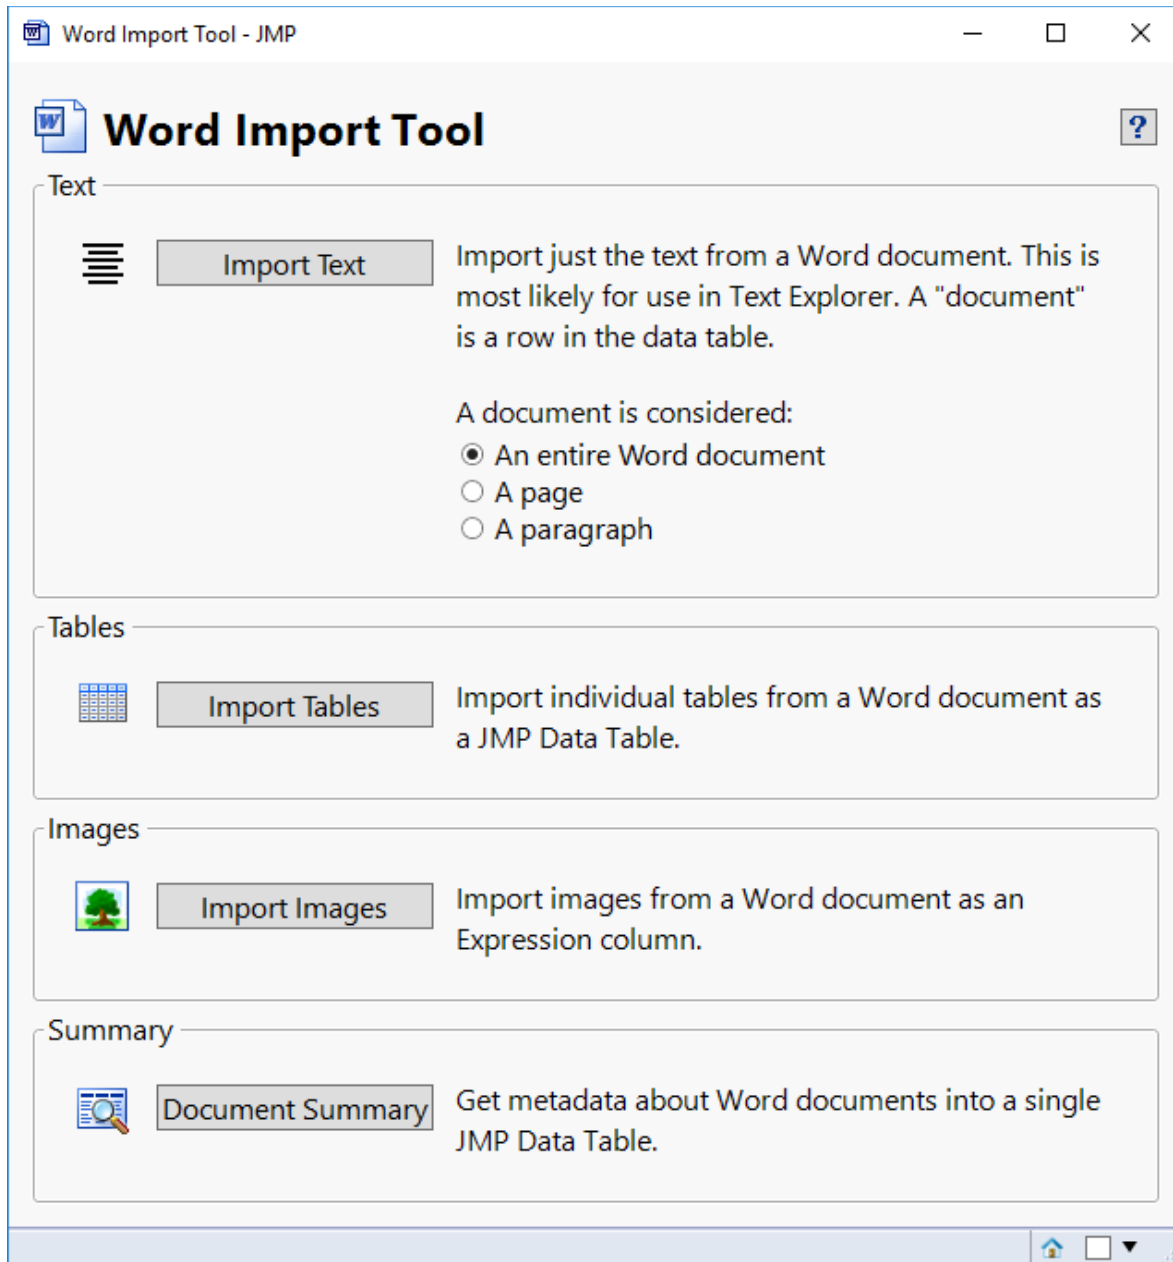 Word Import Tool - JMP
Word Import Tool
?
Text
Import Text
Import just the text from a Word document. This is
most likely for use in Text Explorer. A "document"
is a row in the data table.
A document is considered:
An entire Word document
A page
A paragraph
Tables
Import Tables
Import individual tables from a Word document as
a JMP Data Table.
Images
Import Images
Import images from a Word document as an
Expression column.
Summary
Document Summary
Get metadata about Word documents into a single
JMP Data Table.